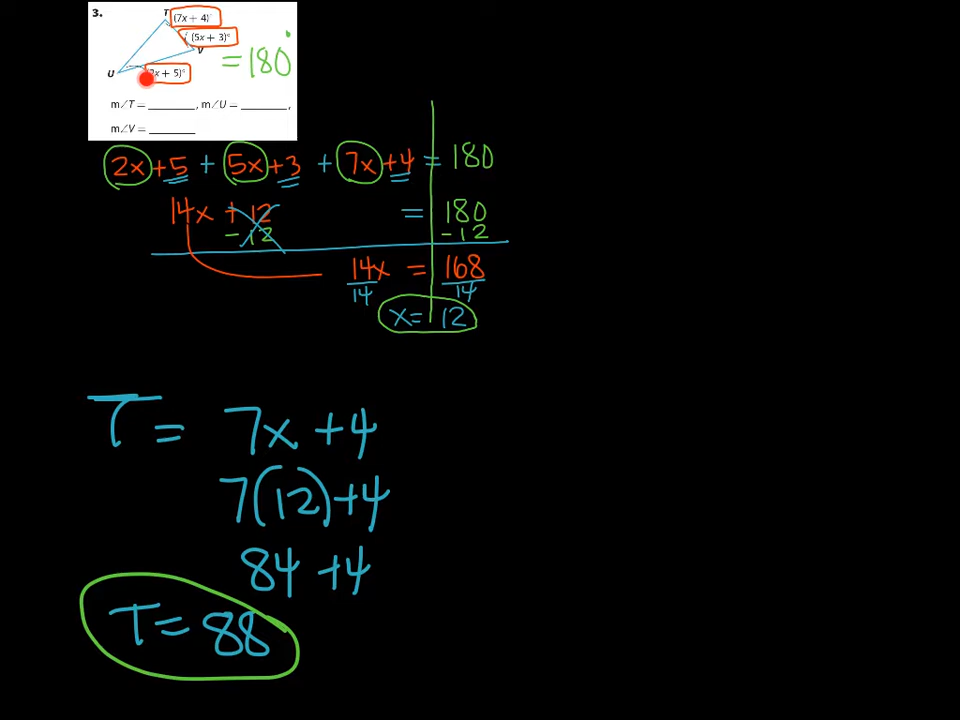 3.
T (7x + 4)°
(5x + 3)°
V
= 180°
U x + 5)°
m∠T = ________, m∠U = ________,
m∠V = ________
2x +5 + 5x +3 + 7x +4 = 180
14x + 12 = 180
- 12 - 12
14x = 168
14 14
x = 12
T = 7x +4
7(12) +4
84 +4
T = 88